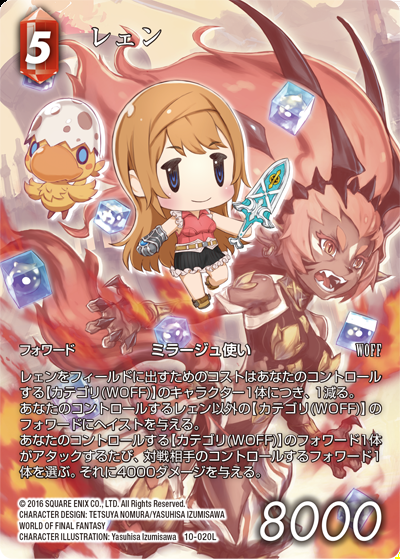 5
レェン
フォワード ミラージュ使い WOFF
レェンをフィールドに出すためのコストはあなたのコントロール
する【カテゴリ(WOFF)】のキャラクター1体につき、1減る。
あなたのコントロールするレェン以外の【カテゴリ(WOFF)】の
フォワードにヘイストを与える。
あなたのコントロールする【カテゴリ(WOFF)】のフォワード1体
がアタックするたび、対戦相手のコントロールするフォワード1
体を選ぶ。それに4000ダメージを与える。
© 2016 SQUARE ENIX CO., LTD. All Rights Reserved.
CHARACTER DESIGN: TETSUYA NOMURA/YASUHISA IZUMISAWA
WORLD OF FINAL FANTASY
CHARACTER ILLUSTRATION: Yasuhisa Izumisawa 10-020L
8000